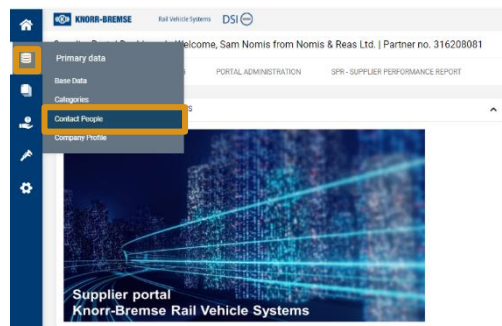 KNORR-BREMSE Rail Vehicle Systems DSI
Welcome, Sam Nomis from Nomis & Reas Ltd. | Partner no. 316208081
Primary data
PORTAL ADMINISTRATION SPR - SUPPLIER PERFORMANCE REPORT
Base Data
Categories
Contact People
Company Profile
Supplier portal
Knorr-Bremse Rail Vehicle Systems